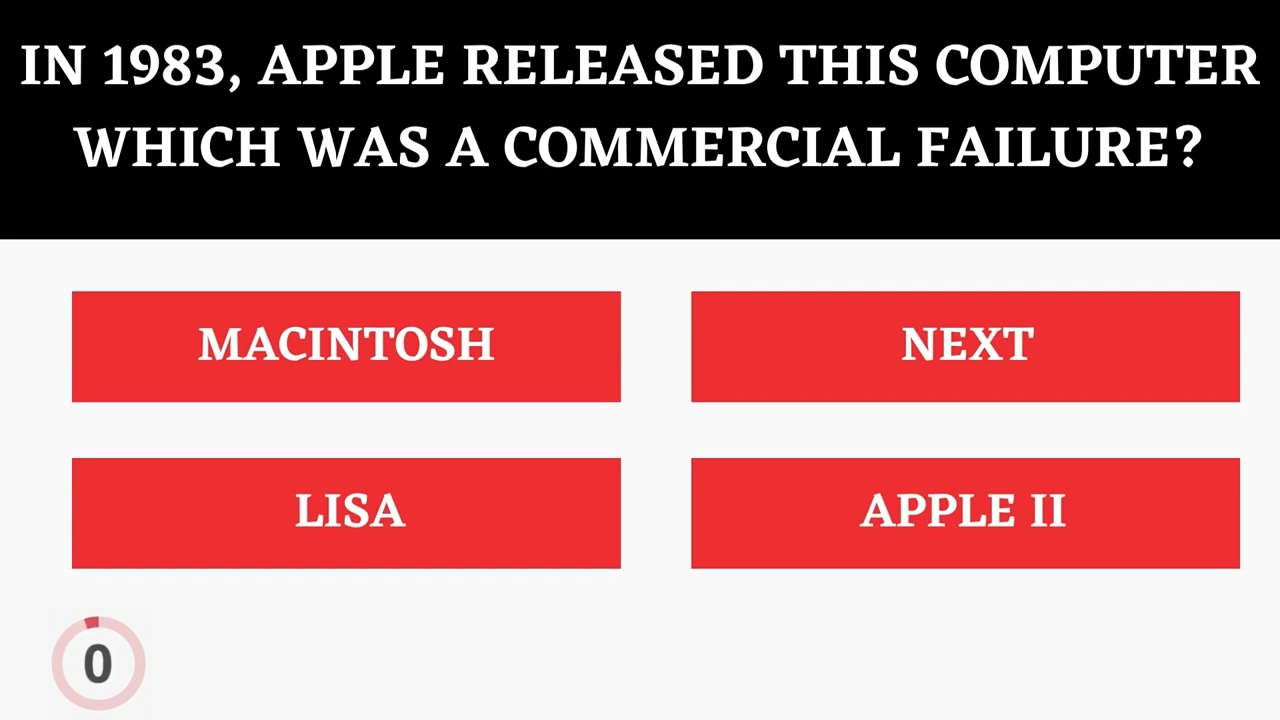 IN 1983, APPLE RELEASED THIS COMPUTER
WHICH WAS A COMMERCIAL FAILURE?
MACINTOSH
NEXT
LISA
APPLE II
0